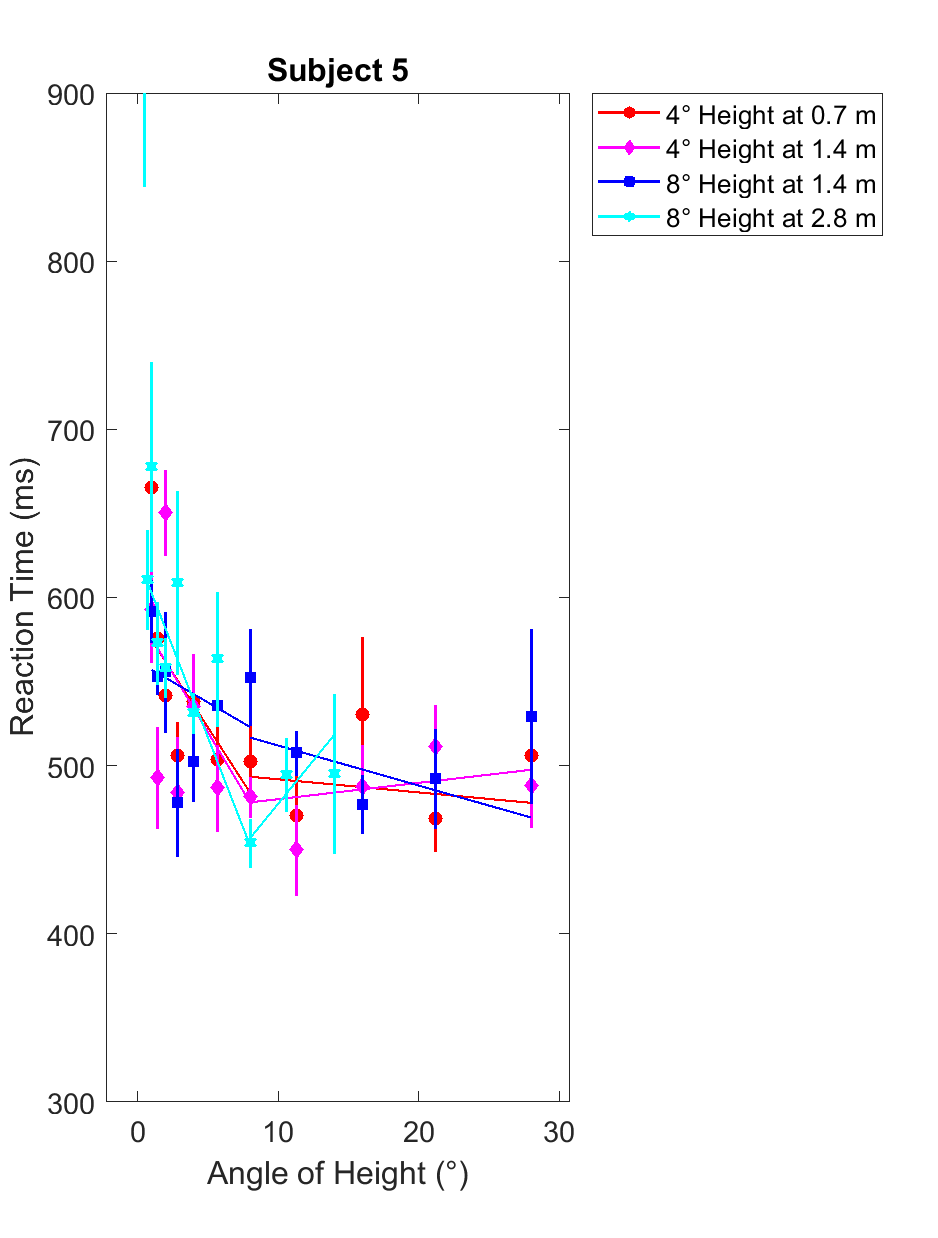 Subject 5
900
800
700
600
500
400
300
0 10 20 30
Reaction Time (ms)
Angle of Height (°)
4° Height at 0.7 m
4° Height at 1.4 m
8° Height at 1.4 m
8° Height at 2.8 m